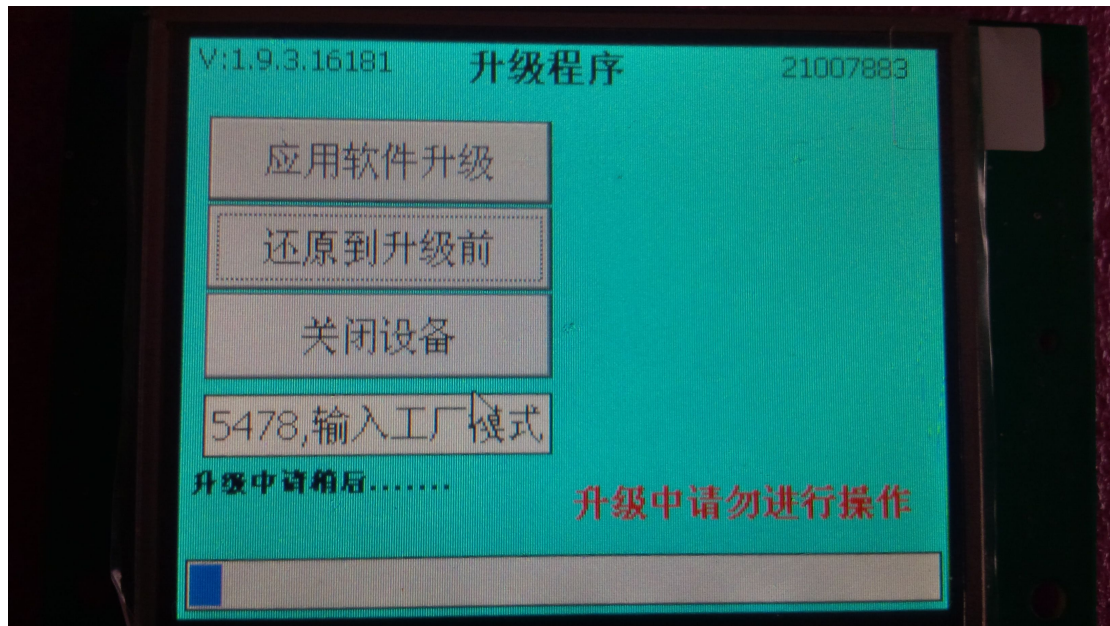 V:1.9.3.16181 升级程序 21007883
应用软件升级
还原到升级前
关闭设备
5478,输入工厂模式
升级中请稍后.......
升级中请勿进行操作